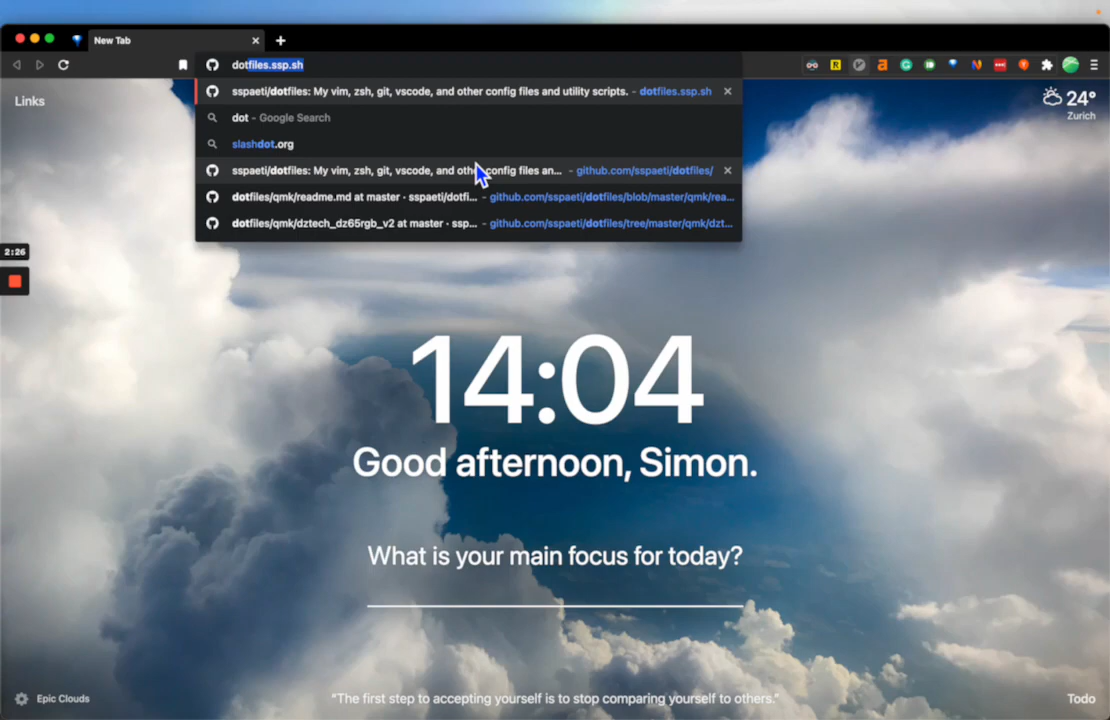 New Tab
dotfiles.ssp.sh
Links
sspaeti/dotfiles: My vim, zsh, git, vscode, and other config files and utility scripts. - dotfiles.ssp.sh
dot - Google Search
slashdot.org
sspaeti/dotfiles: My vim, zsh, git, vscode, and other config files an... - github.com/sspaeti/dotfiles/
dotfiles/qmk/readme.md at master · sspaeti/dotfi... - github.com/sspaeti/dotfiles/blob/master/qmk/rea...
dotfiles/qmk/dztech_dz65rgb_v2 at master · ssp... - github.com/sspaeti/dotfiles/tree/master/qmk/dzt...
24°
Zurich
2:26
14:04
Good afternoon, Simon.
What is your main focus for today?
Epic Clouds
“The first step to accepting yourself is to stop comparing yourself to others.”
Todo